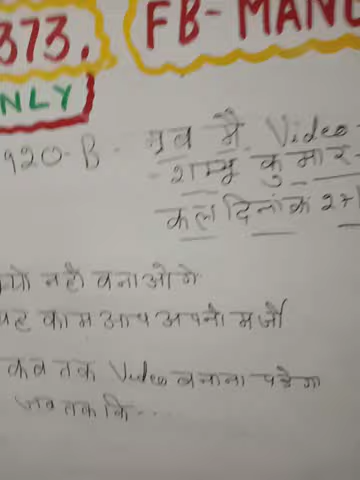 373. FB- MAN
NLY
920-B - अब मैं Video
- शम्भू कुमार -
कल दिनांक 27
क्यो नही बनाओगे
यह काम आप अपनी मर्जी
कब तक Video बनाना पड़ेगा
जब तक कि...